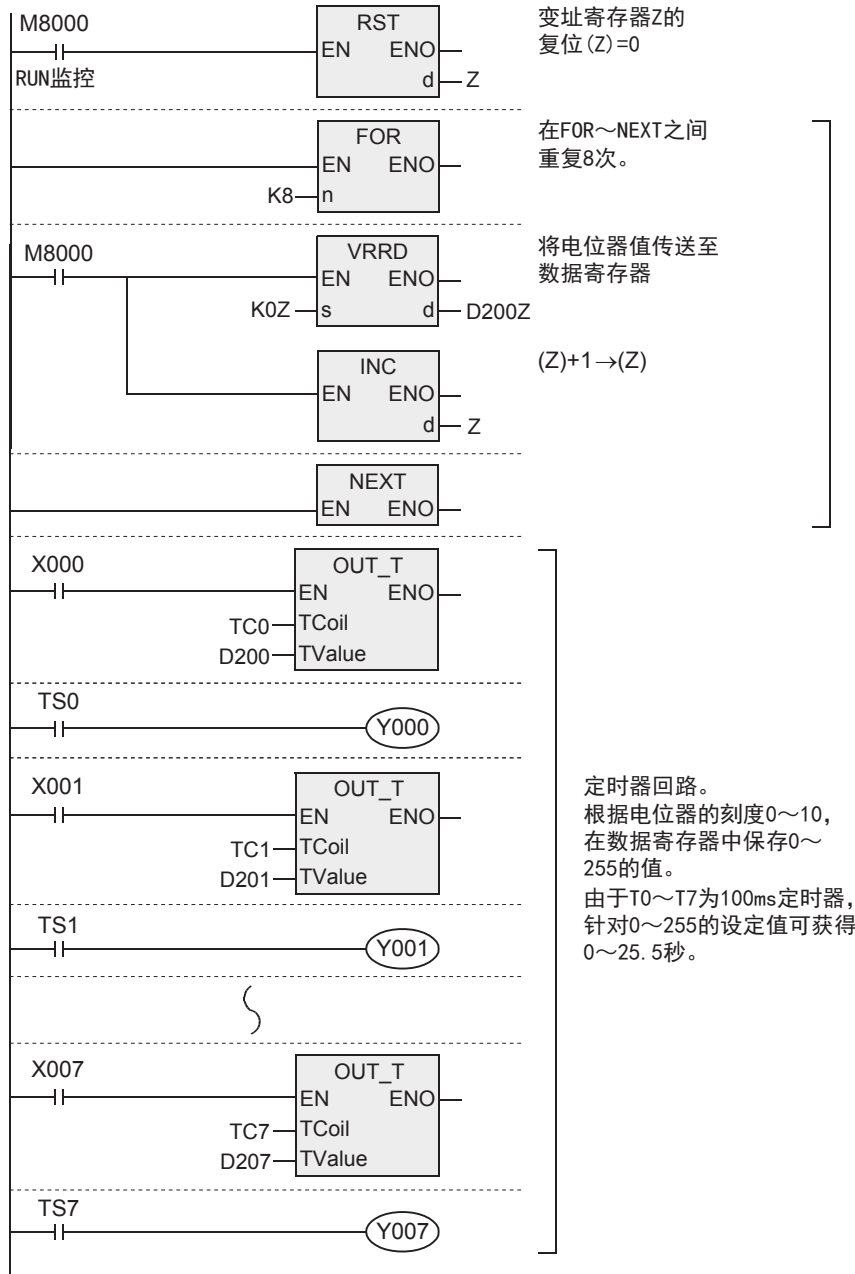 M8000
RUN监控
RST
EN ENO
d
Z
变址寄存器Z的
复位(Z)=0
FOR
EN ENO
K8
n
在FOR～NEXT之间
重复8次。
M8000
VRRD
EN ENO
K0Z
s d
D200Z
将电位器值传送至
数据寄存器
INC
EN ENO
d
Z
(Z)+1→(Z)
NEXT
EN ENO
X000
OUT_T
EN ENO
TC0
TCoil
D200
TValue
TS0
Y000
X001
OUT_T
EN ENO
TC1
TCoil
D201
TValue
TS1
Y001
定时器回路。
根据电位器的刻度0～10，
在数据寄存器中保存0～
255的值。
由于T0～T7为100ms定时器，
针对0～255的设定值可获得
0～25.5秒。
X007
OUT_T
EN ENO
TC7
TCoil
D207
TValue
TS7
Y007